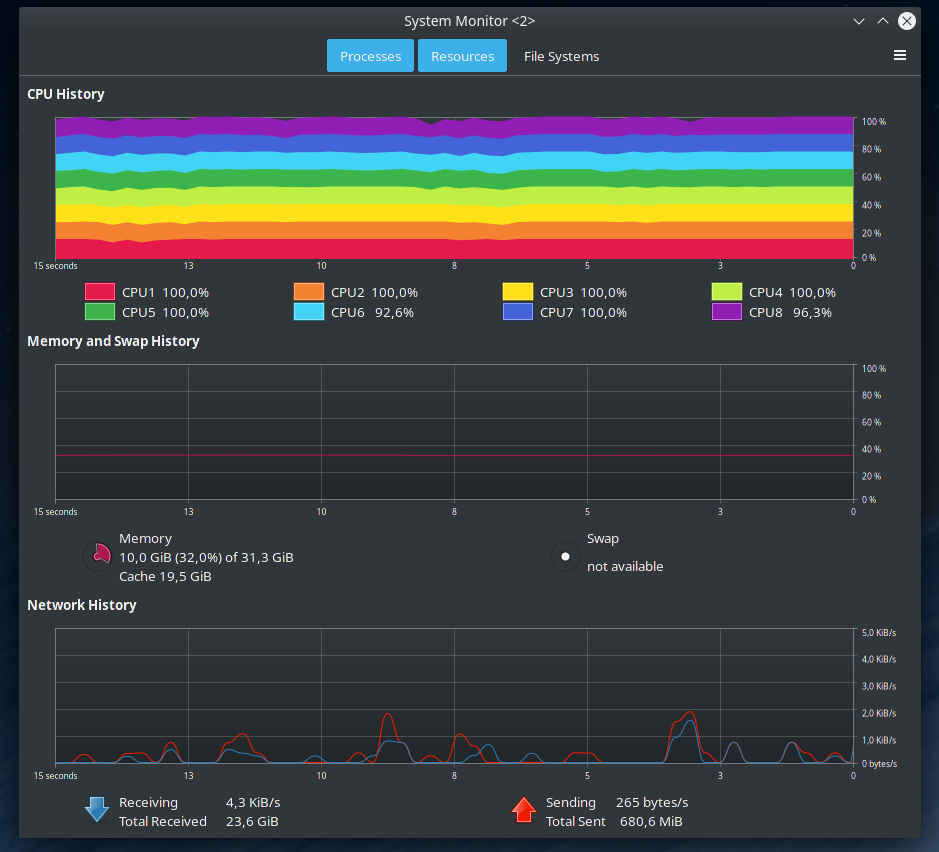 System Monitor <2>
Processes Resources File Systems
CPU History
100 %
80 %
60 %
40 %
20 %
0 %
15 seconds 13 10 8 5 3 0
CPU1 100,0% CPU2 100,0% CPU3 100,0% CPU4 100,0%
CPU5 100,0% CPU6 92,6% CPU7 100,0% CPU8 96,3%
Memory and Swap History
100 %
80 %
60 %
40 %
20 %
0 %
15 seconds 13 10 8 5 3 0
Memory
10,0 GiB (32,0%) of 31,3 GiB
Cache 19,5 GiB
Swap
not available
Network History
5,0 KiB/s
4,0 KiB/s
3,0 KiB/s
2,0 KiB/s
1,0 KiB/s
0 bytes/s
15 seconds 13 10 8 5 3 0
Receiving 4,3 KiB/s
Total Received 23,6 GiB
Sending 265 bytes/s
Total Sent 680,6 MiB